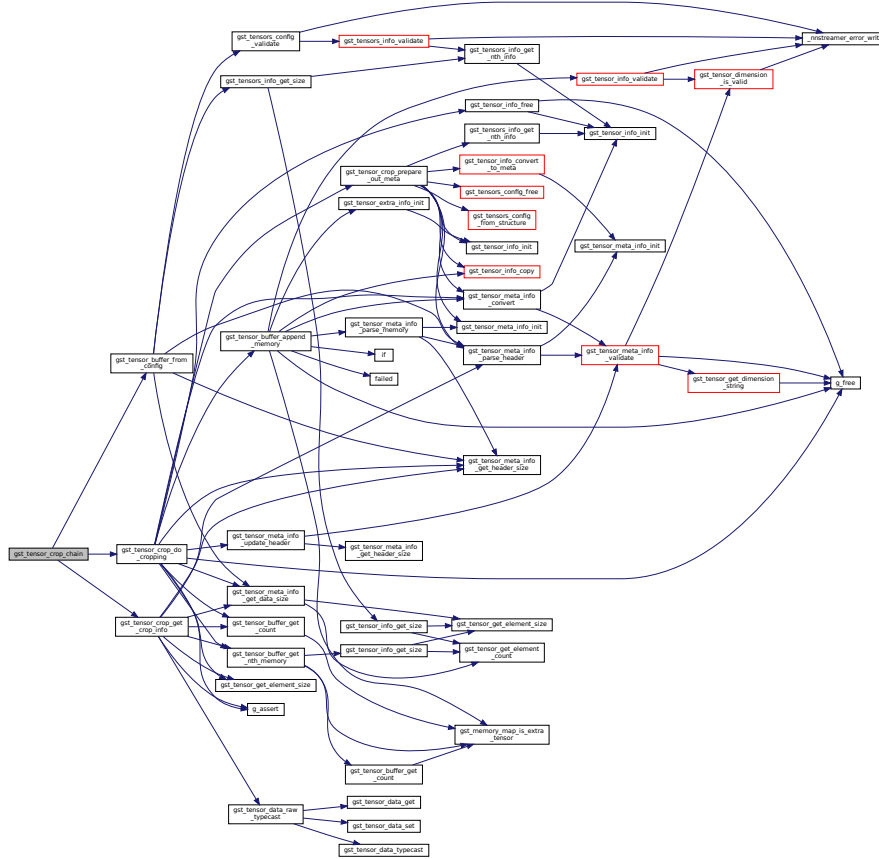 gst_tensors_config
_validate
gst_tensors_info_validate
_nnstreamer_error_write
gst_tensors_info_get
_nth_info
gst_tensors_info_get_size
gst_tensor_info_validate
gst_tensor_dimension
_is_valid
gst_tensor_info_free
gst_tensors_info_get
_nth_info
gst_tensor_info_init
gst_tensor_crop_prepare
_out_meta
gst_tensor_info_convert
_to_meta
gst_tensors_config_free
gst_tensor_extra_info_init
gst_tensors_config
_from_structure
gst_tensor_info_init
gst_tensor_meta_info_init
gst_tensor_info_copy
gst_tensor_meta_info
_convert
gst_tensor_buffer_append
_memory
gst_tensor_meta_info
_parse_memory
gst_tensor_meta_info_init
gst_tensor_buffer_from
_config
if
gst_tensor_meta_info
_parse_header
gst_tensor_meta_info
_validate
failed
gst_tensor_get_dimension
_string
g_free
gst_tensor_meta_info
_get_header_size
gst_tensor_crop_chain
gst_tensor_crop_do
_cropping
gst_tensor_meta_info
_update_header
gst_tensor_meta_info
_get_header_size
gst_tensor_meta_info
_get_data_size
gst_tensor_crop_get
_crop_info
gst_tensor_buffer_get
_count
gst_tensor_info_get_size
gst_tensor_get_element_size
gst_tensor_buffer_get
_nth_memory
gst_tensor_info_get_size
gst_tensor_get_element
_count
gst_tensor_get_element_size
g_assert
gst_memory_map_is_extra
_tensor
gst_tensor_buffer_get
_count
gst_tensor_data_raw
_typecast
gst_tensor_data_get
gst_tensor_data_set
gst_tensor_data_typecast